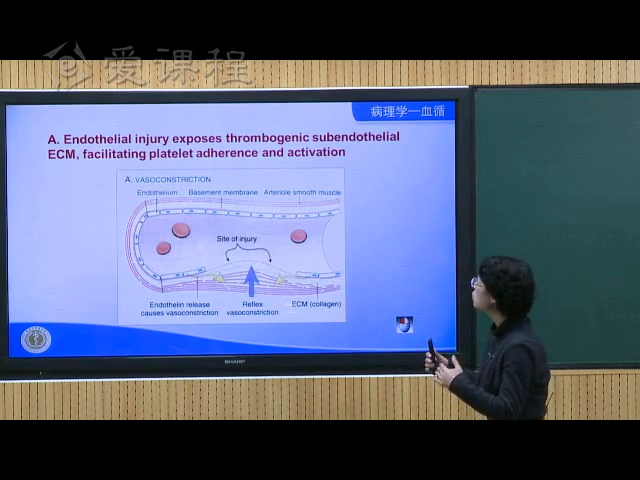 爱课程
病理学—血循
A. Endothelial injury exposes thrombogenic subendothelial
ECM, facilitating platelet adherence and activation
A. VASOCONSTRICTION
Endothelium
Basement membrane
Arteriole smooth muscle
Site of injury
Endothelin release
causes vasoconstriction
Reflex
vasoconstriction
ECM (collagen)
SHARP